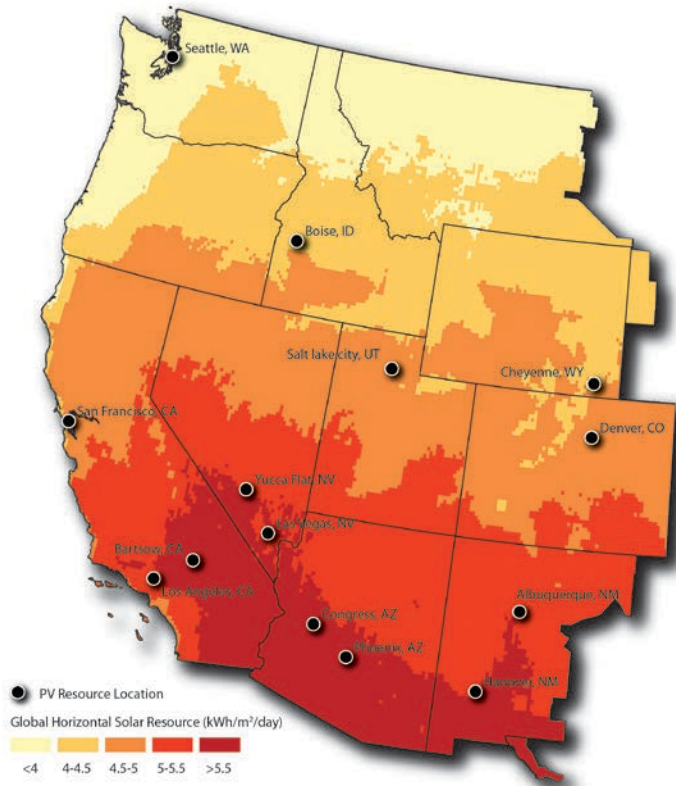 Seattle, WA
Boise, ID
Salt lake city, UT
Cheyenne, WY
San Francisco, CA
Denver, CO
Yucca Flat, NV
Las Vegas, NV
Bartsow, CA
Los Angeles, CA
Albuquerque, NM
Congress, AZ
Phoenix, AZ
Hanover, NM
PV Resource Location
Global Horizontal Solar Resource (kWh/m²/day)
<4 4-4.5 4.5-5 5-5.5 >5.5